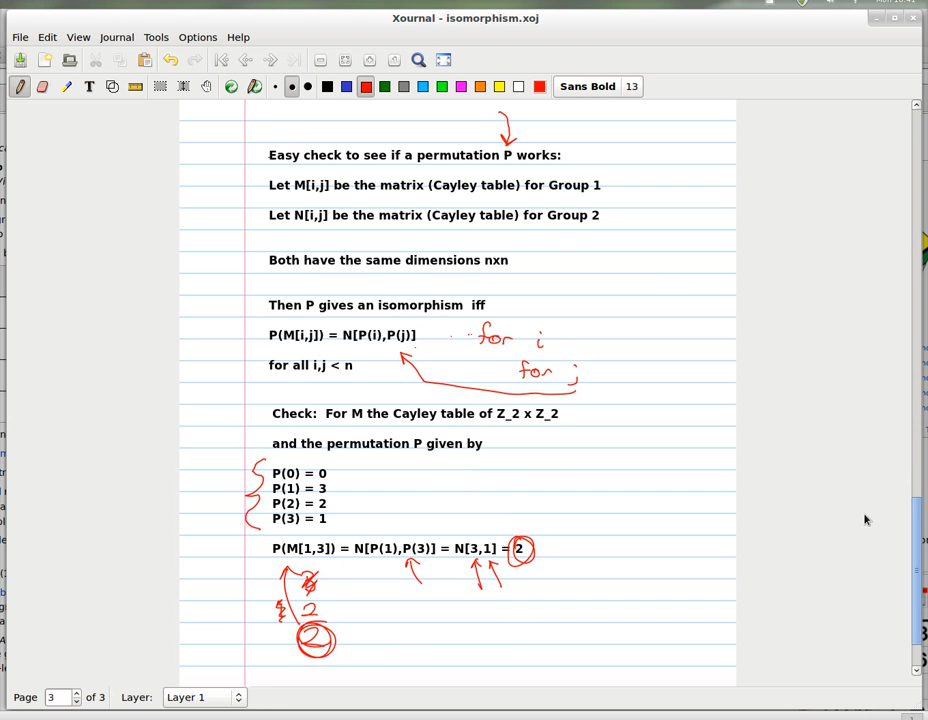 Xournal - isomorphism.xoj
File Edit View Journal Tools Options Help
Sans Bold 13
Easy check to see if a permutation P works:
Let M[i,j] be the matrix (Cayley table) for Group 1
Let N[i,j] be the matrix (Cayley table) for Group 2
Both have the same dimensions nxn
Then P gives an isomorphism iff
P(M[i,j]) = N[P(i),P(j)] for i
for all i,j < n for j
Check: For M the Cayley table of Z_2 x Z_2
and the permutation P given by
P(0) = 0
P(1) = 3
P(2) = 2
P(3) = 1
P(M[1,3]) = N[P(1),P(3)] = N[3,1] = 2
2
2
Page 3 of 3 Layer: Layer 1